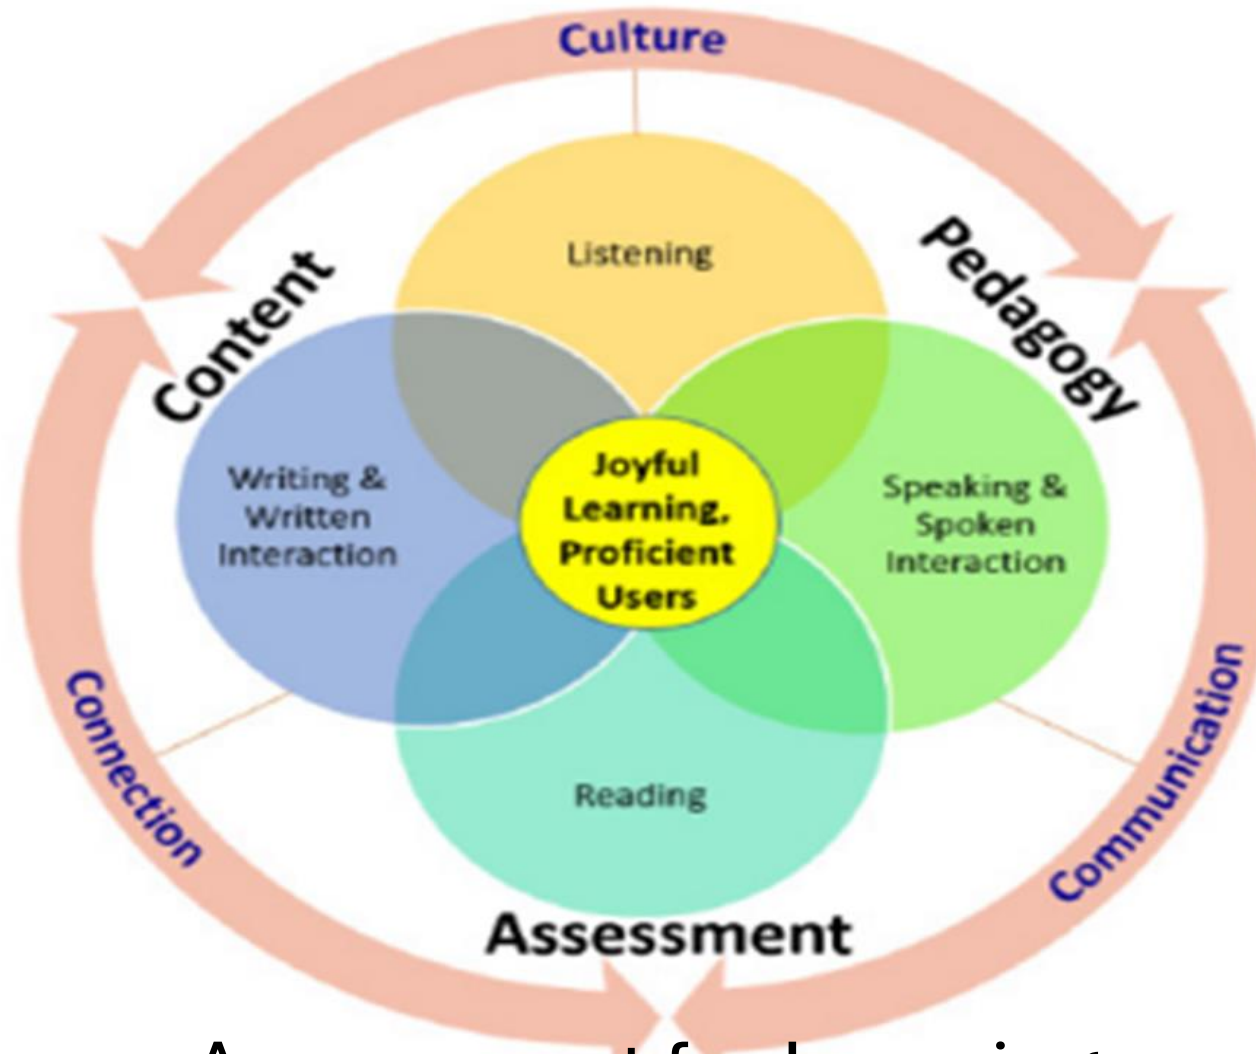 Culture
Listening
Content
Pedagogy
Writing &
Written
Interaction
Joyful
Learning,
Proficient
Users
Speaking &
Spoken
Interaction
Connection
Communication
Reading
Assessment